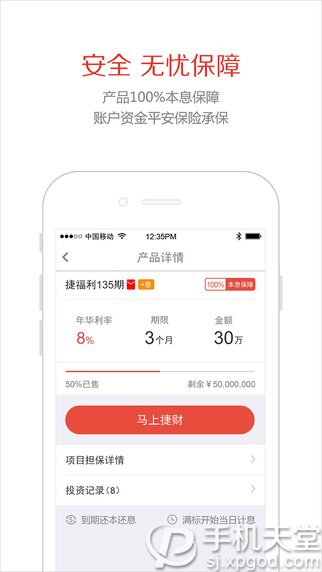 安全 无忧保障
产品100%本息保障
账户资金平安保险承保
中国移动 12:35PM
产品详情
捷福利135期 +息 100% 本息保障
年华利率 期限 金额
8% 3个月 30万
50%已售 剩余 ¥ 50,000,000
马上捷财
项目担保详情
投资记录（8）
到期还本还息 满标开始当日计息
手机天堂
sj.xpgod.com